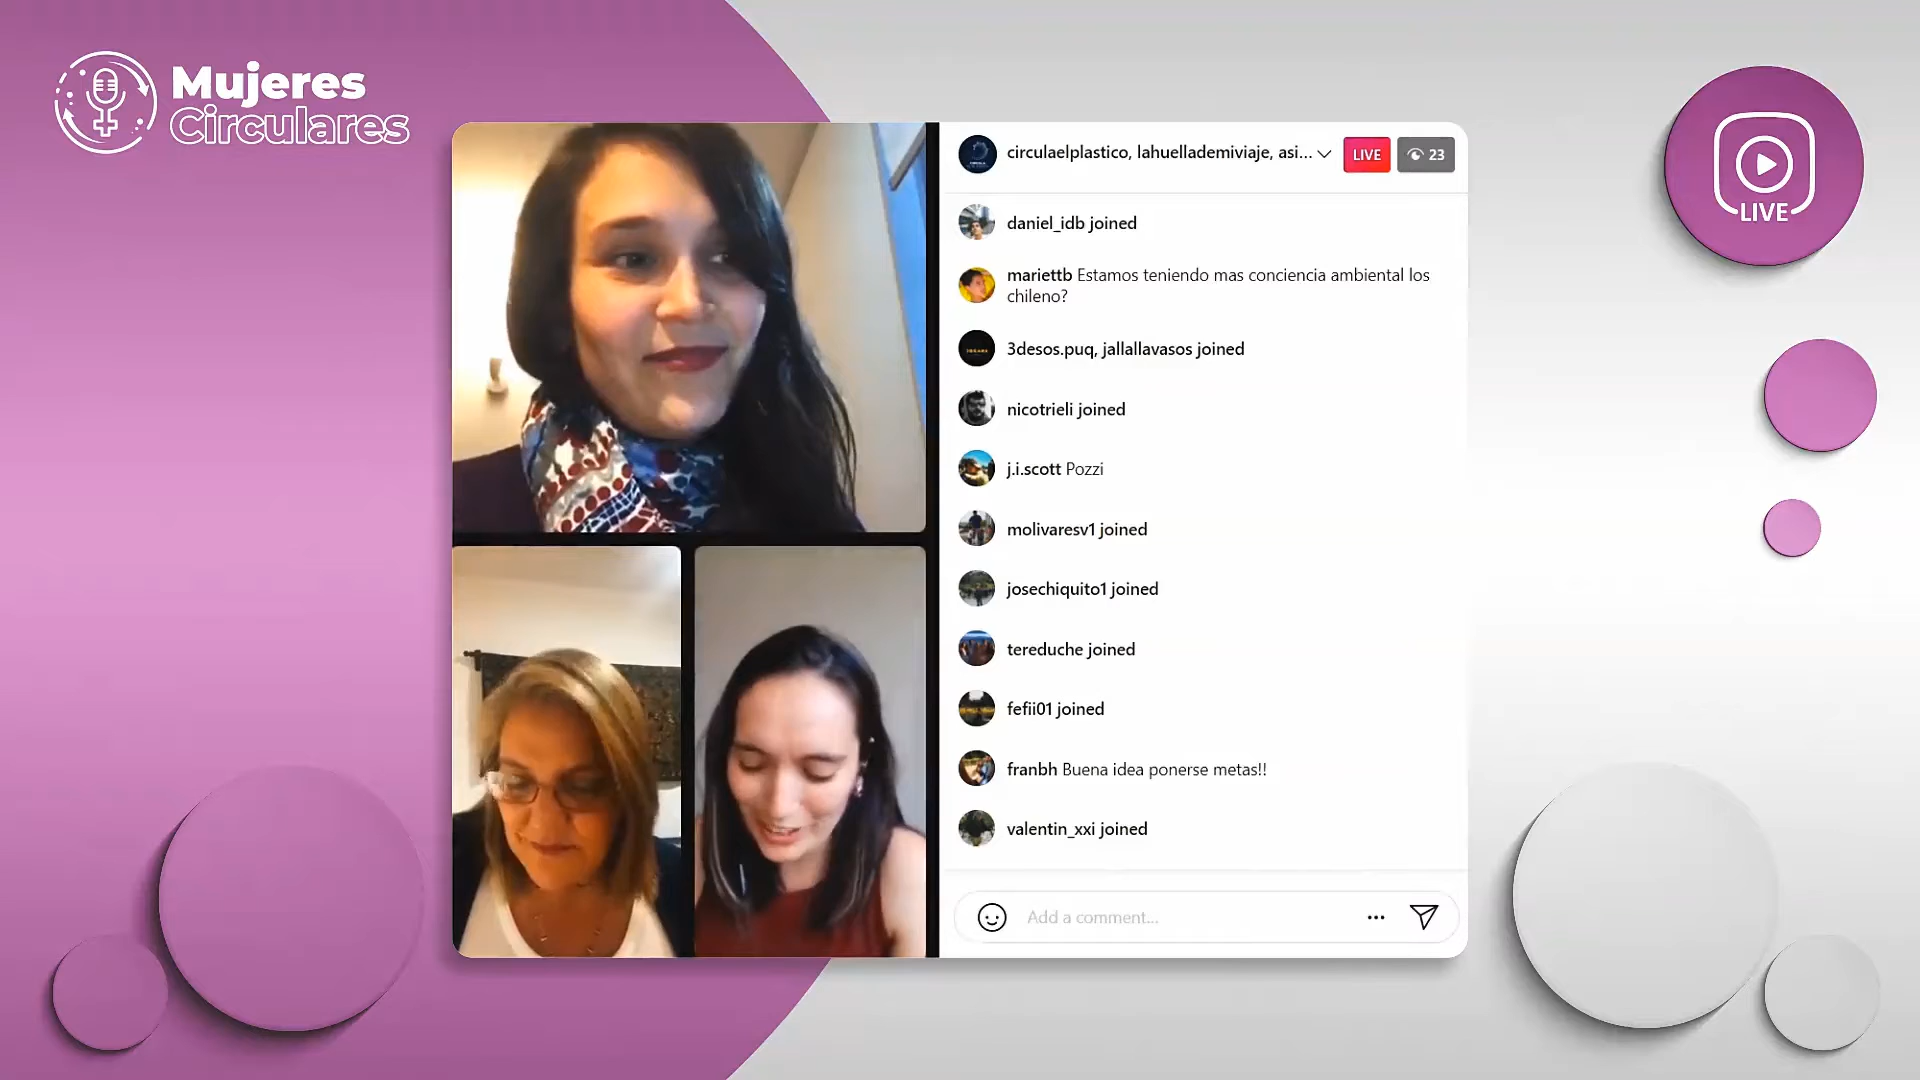 Mujeres
Circulares
circulaelplastico, lahuellademiviaje, asi...
LIVE
23
daniel_idb joined
mariettb Estamos teniendo mas conciencia ambiental los
chileno?
3desos.puq, jallallavasos joined
nicotrieli joined
j.i.scott Pozzi
molivaresv1 joined
josechiquito1 joined
tereduche joined
fefii01 joined
franbh Buena idea ponerse metas!!
valentin_xxi joined
Add a comment...
LIVE